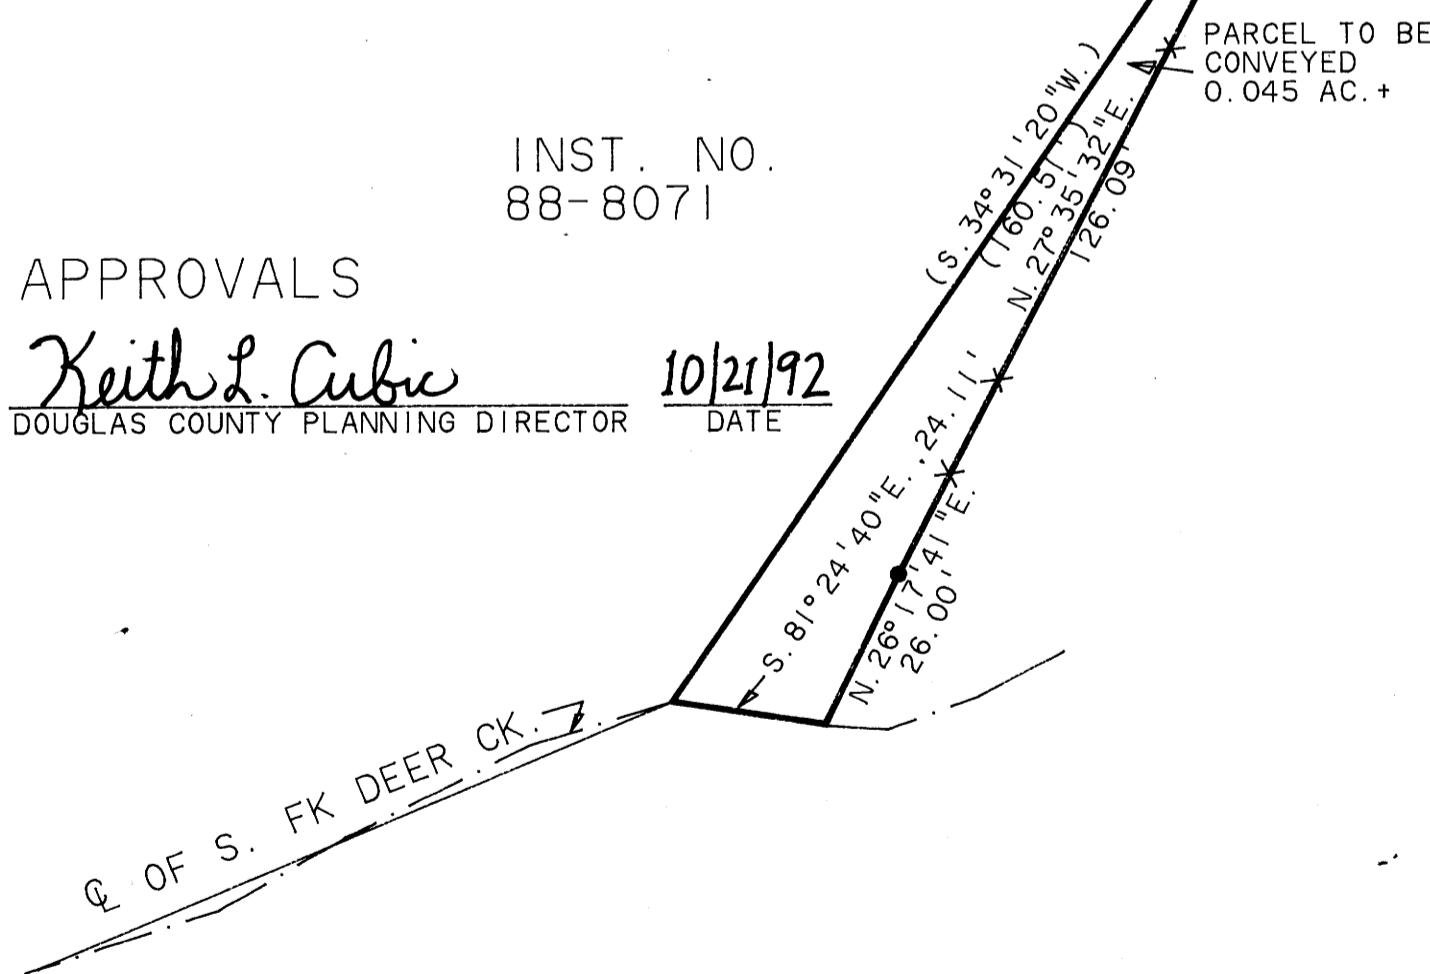 PARCEL TO BE
CONVEYED
0.045 AC.+
(S. 34°31'20"W.)
(160.51')
N. 27°35'32"E.
126.09'
INST. NO.
88-8071
APPROVALS
Keith L. Cubic
10/21/92
DOUGLAS COUNTY PLANNING DIRECTOR
DATE
S. 81°24'40"E., 24.11'
N. 26°17'41"E.
26.00'
℄ OF S. FK DEER CK.